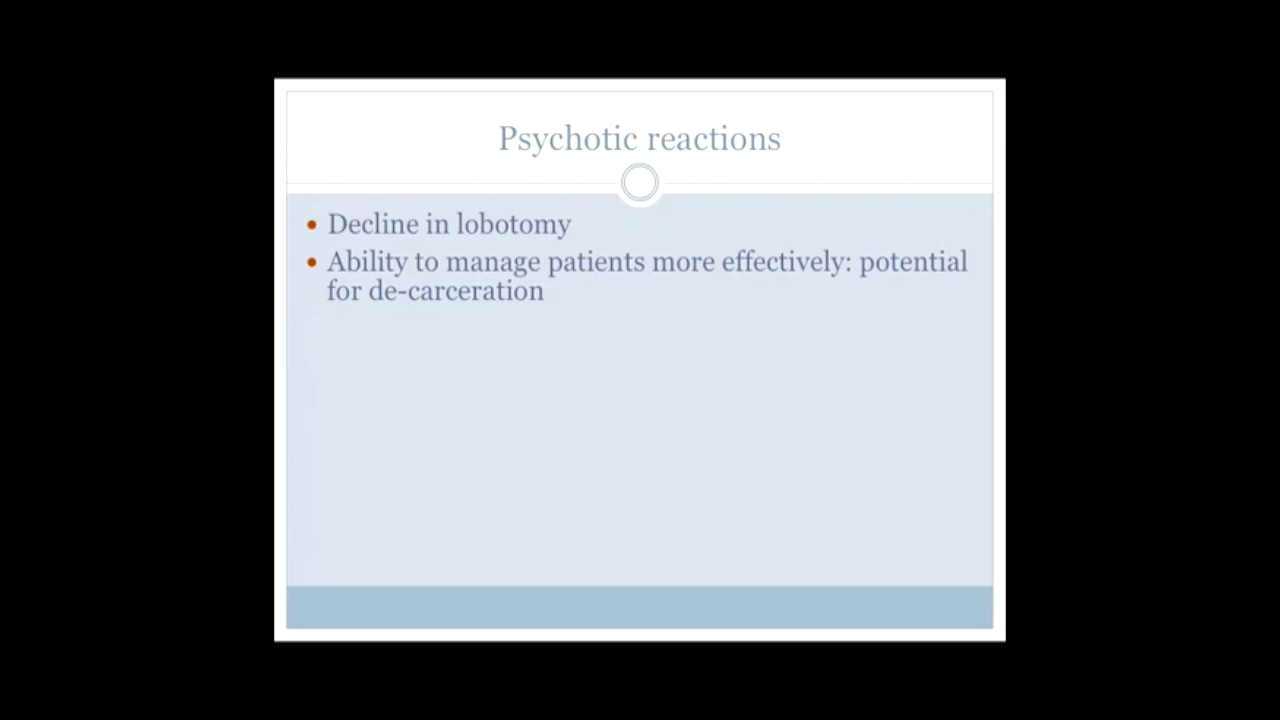 Psychotic reactions
• Decline in lobotomy
• Ability to manage patients more effectively: potential
for de-carceration